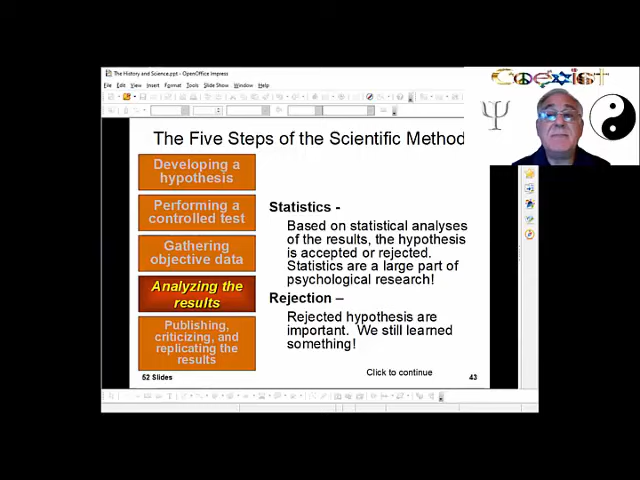 The History and Science.ppt - OpenOffice Impress
File Edit View Insert Format Tools Slide Show Window Help
Coexist
The Five Steps of the Scientific Method
Developing a
hypothesis
Performing a
controlled test
Gathering
objective data
Analyzing the
results
Publishing,
criticizing, and
replicating the
results
Statistics -
Based on statistical analyses
of the results, the hypothesis
is accepted or rejected.
Statistics are a large part of
psychological research!
Rejection –
Rejected hypothesis are
important. We still learned
something!
Click to continue
52 Slides
43